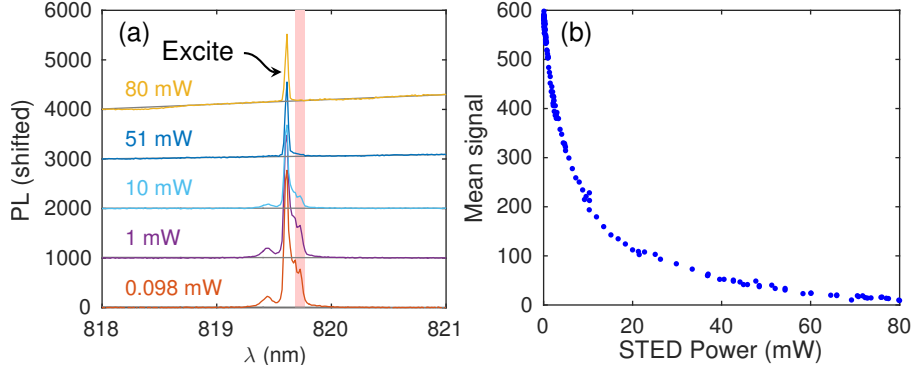 (a)
Excite
80 mW
51 mW
10 mW
1 mW
0.098 mW
PL (shifted)
6000
5000
4000
3000
2000
1000
0
818
819
820
821
λ (nm)
(b)
Mean signal
600
500
400
300
200
100
0
0
20
40
60
80
STED Power (mW)